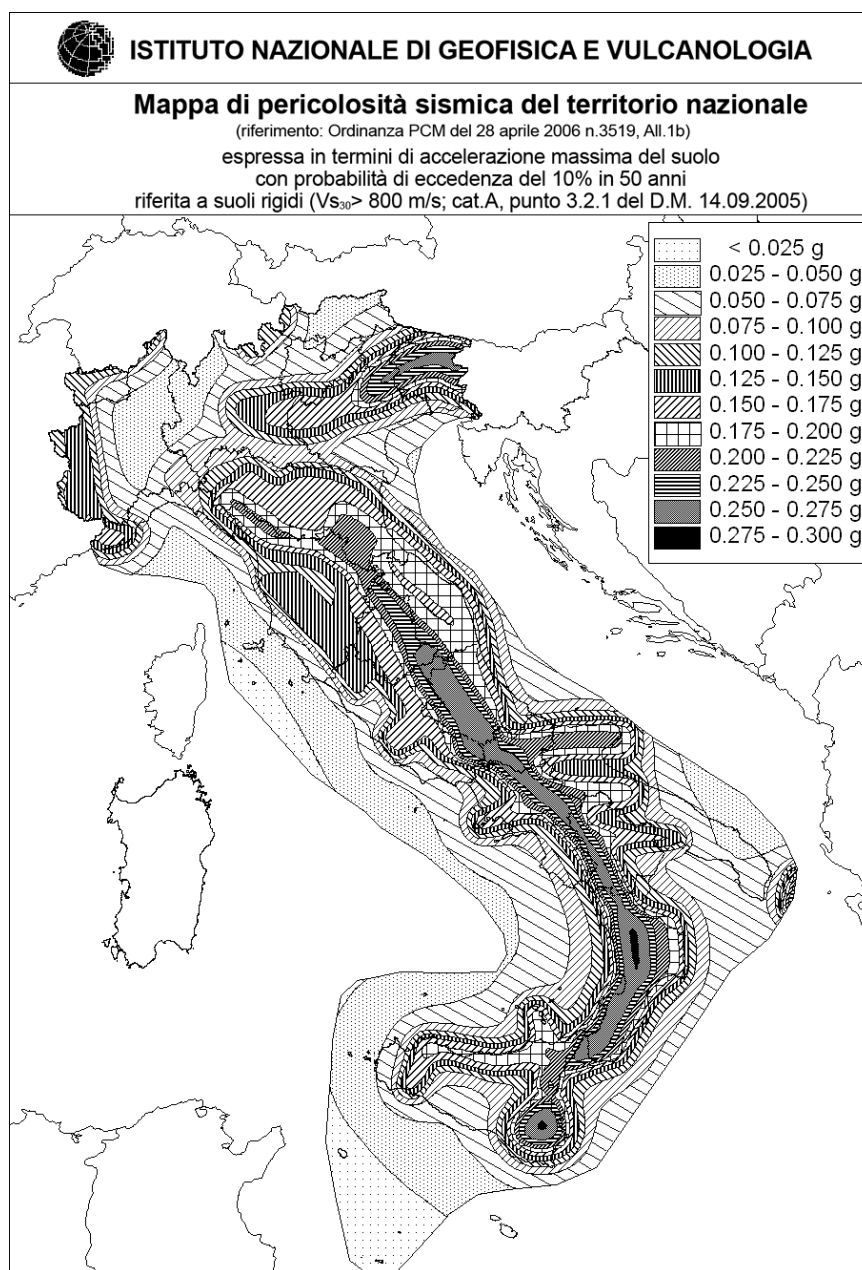 ISTITUTO NAZIONALE DI GEOFISICA E VULCANOLOGIA
Mappa di pericolosità sismica del territorio nazionale
(riferimento: Ordinanza PCM del 28 aprile 2006 n.3519, All.1b)
espressa in termini di accelerazione massima del suolo
con probabilità di eccedenza del 10% in 50 anni
riferita a suoli rigidi (Vs30> 800 m/s; cat.A, punto 3.2.1 del D.M. 14.09.2005)
< 0.025 g
0.025 - 0.050 g
0.050 - 0.075 g
0.075 - 0.100 g
0.100 - 0.125 g
0.125 - 0.150 g
0.150 - 0.175 g
0.175 - 0.200 g
0.200 - 0.225 g
0.225 - 0.250 g
0.250 - 0.275 g
0.275 - 0.300 g